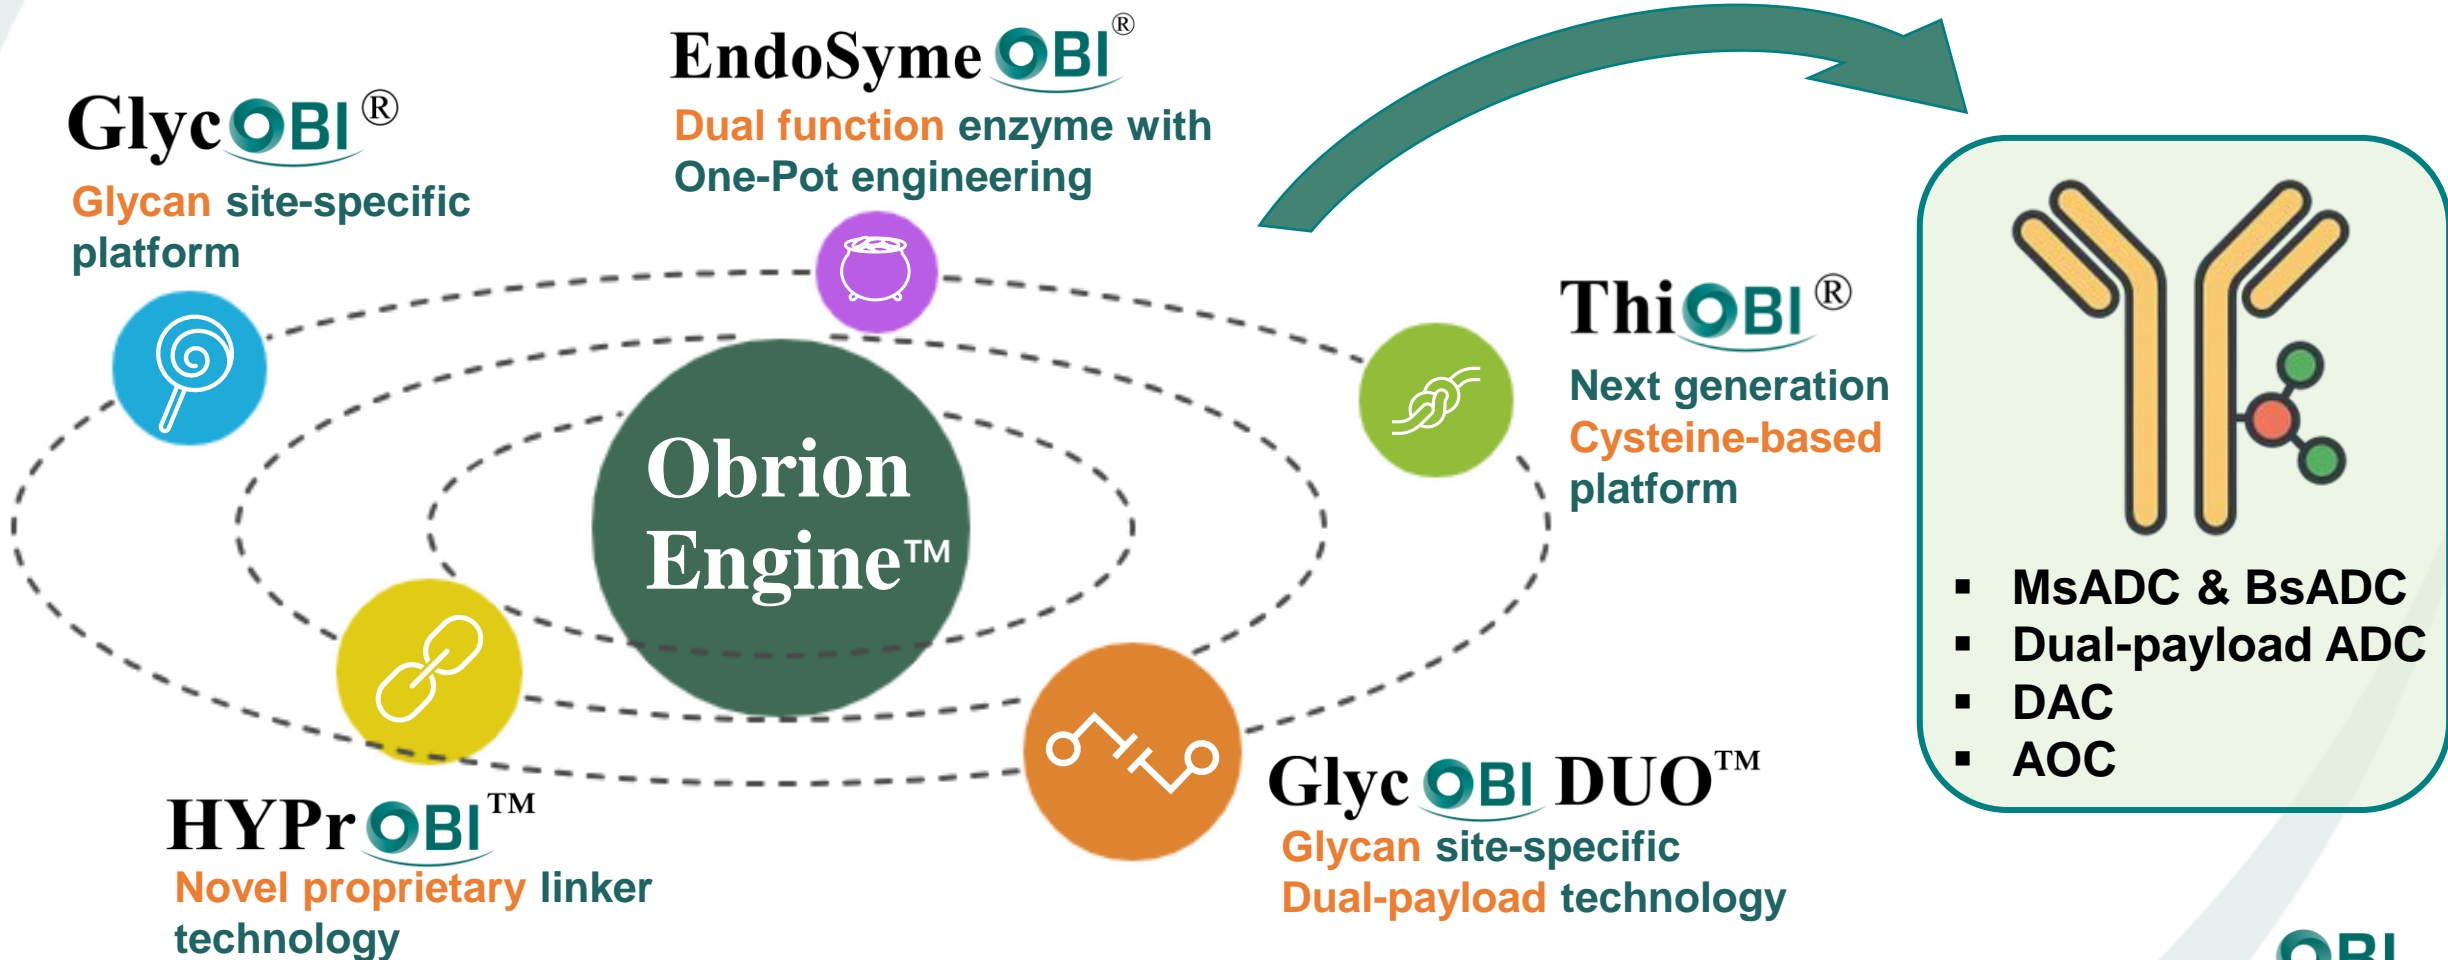 EndoSymeOBI®
Dual function enzyme with
One-Pot engineering
GlycOBI®
Glycan site-specific
platform
ThiOBI®
Next generation
Cysteine-based
platform
Obrion
Engine™
HYPrOBI™
Novel proprietary linker
technology
GlycOBI DUO™
Glycan site-specific
Dual-payload technology
▪ MsADC & BsADC
▪ Dual-payload ADC
▪ DAC
▪ AOC
OBI